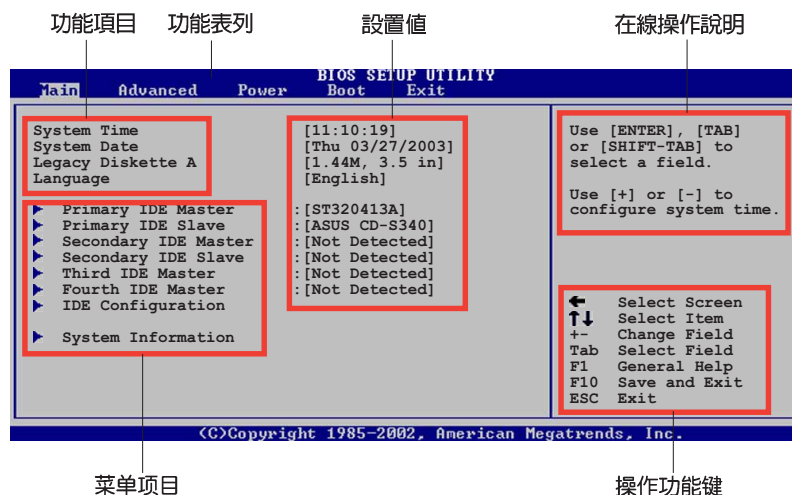 功能項目 功能表列 設置値 在線操作說明
BIOS SETUP UTILITY
Main Advanced Power Boot Exit
System Time [11:10:19]
System Date [Thu 03/27/2003]
Legacy Diskette A [1.44M, 3.5 in]
Language [English]
Primary IDE Master :[ST320413A]
Primary IDE Slave :[ASUS CD-S340]
Secondary IDE Master :[Not Detected]
Secondary IDE Slave :[Not Detected]
Third IDE Master :[Not Detected]
Fourth IDE Master :[Not Detected]
IDE Configuration
System Information
Use [ENTER], [TAB]
or [SHIFT-TAB] to
select a field.
Use [+] or [-] to
configure system time.
← Select Screen
↑↓ Select Item
+- Change Field
Tab Select Field
F1 General Help
F10 Save and Exit
ESC Exit
(C)Copyright 1985-2002, American Megatrends, Inc.
菜单项目 操作功能键